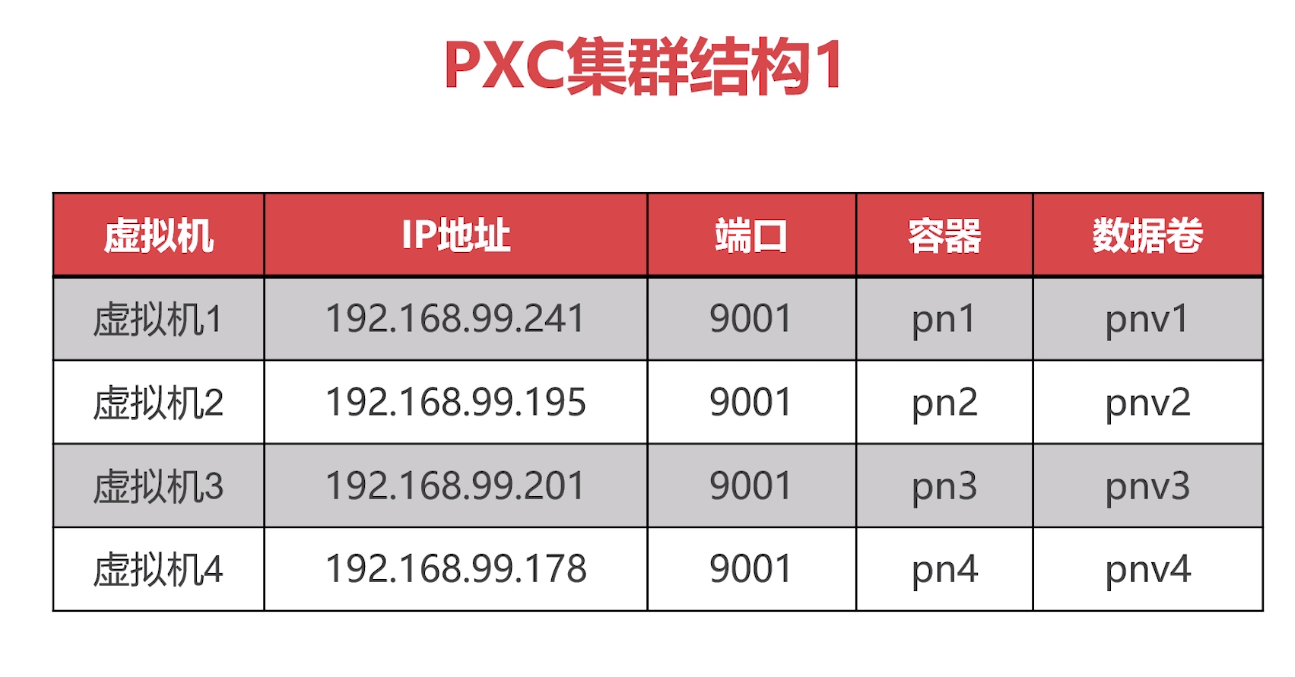 PXC集群结构1
虚拟机 IP地址 端口 容器 数据卷
虚拟机1 192.168.99.241 9001 pn1 pnv1
虚拟机2 192.168.99.195 9001 pn2 pnv2
虚拟机3 192.168.99.201 9001 pn3 pnv3
虚拟机4 192.168.99.178 9001 pn4 pnv4